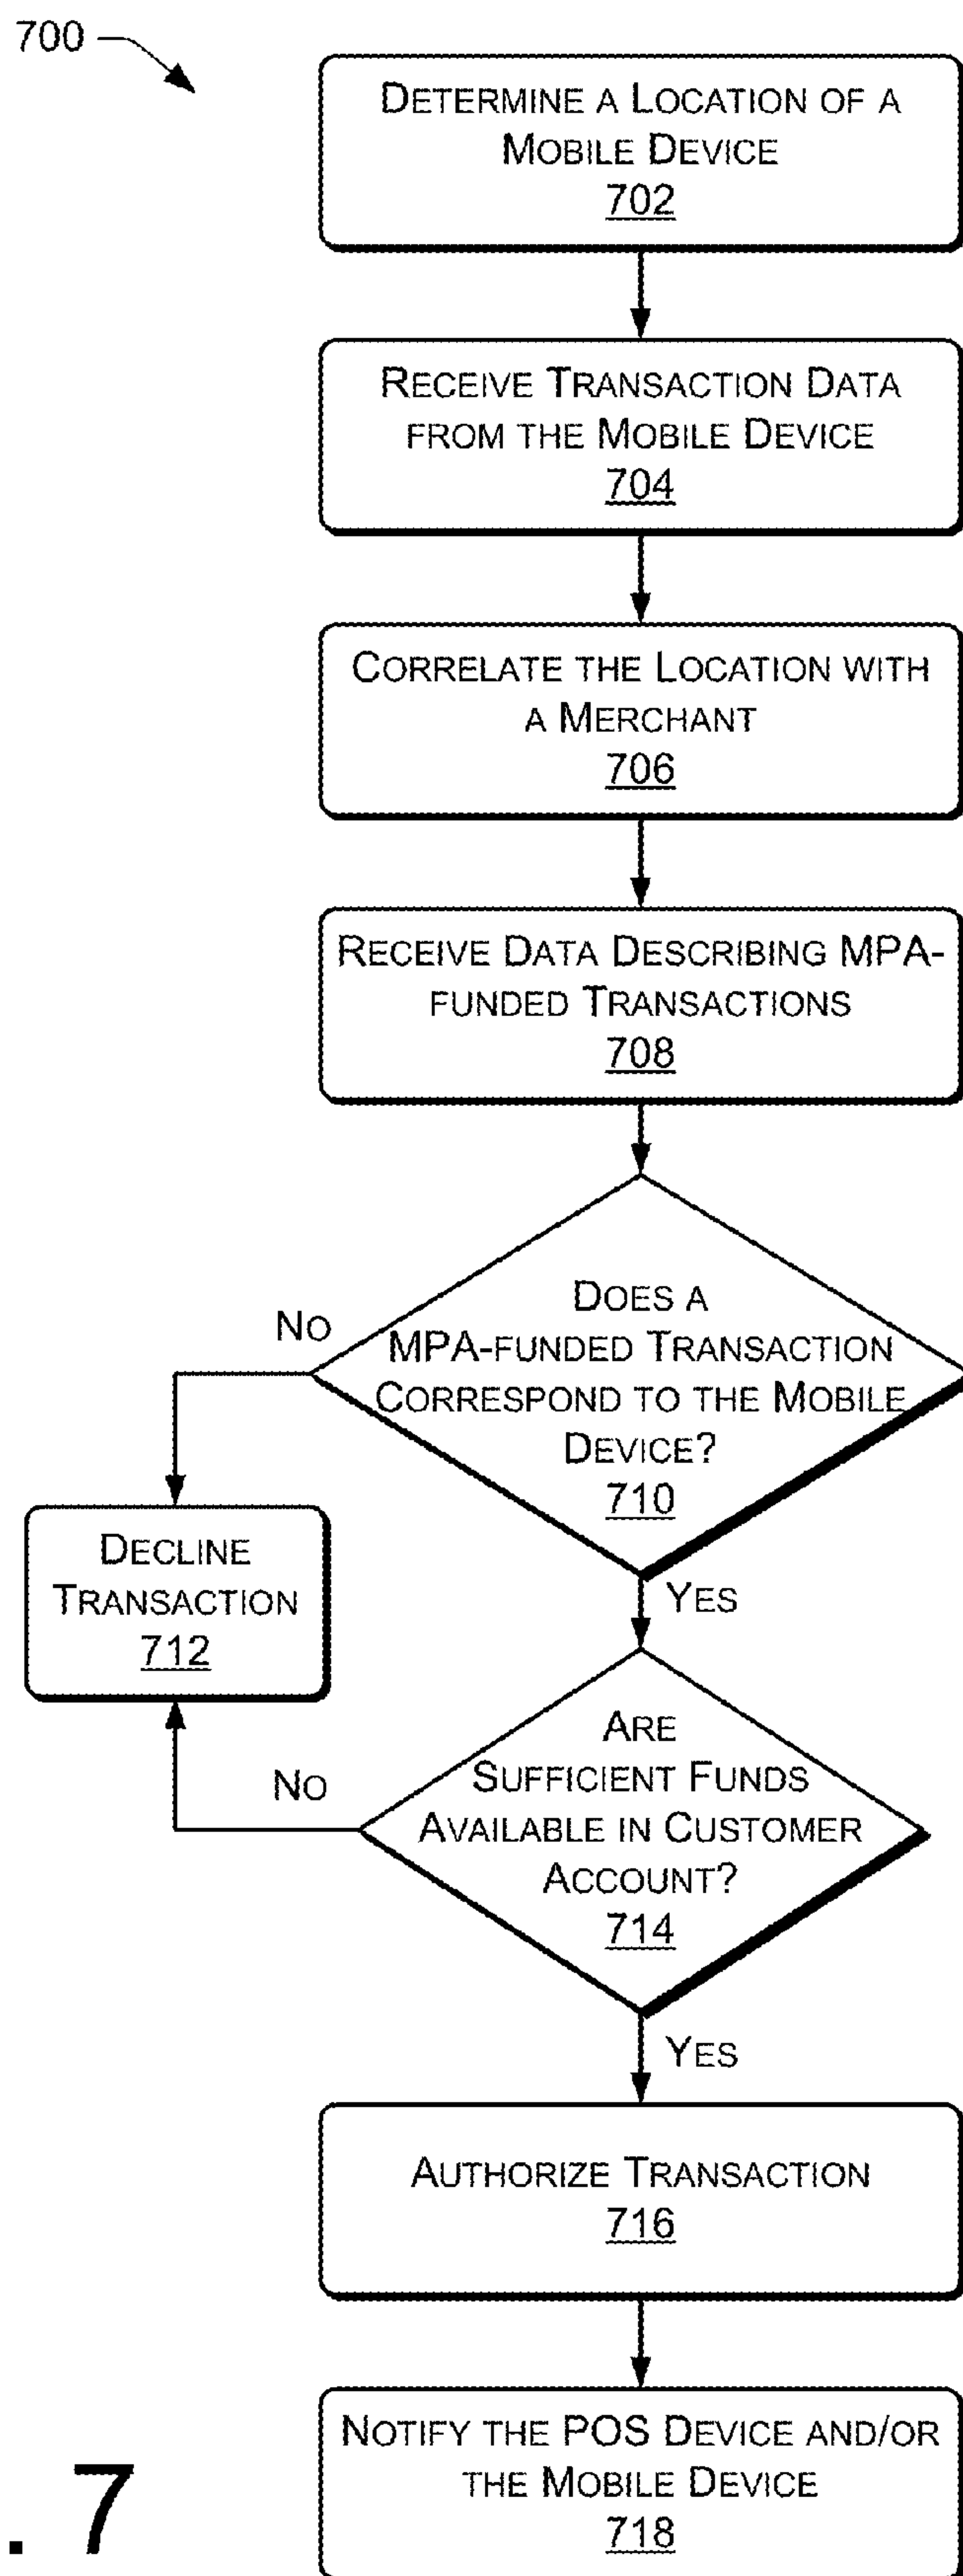 700
DETERMINE A LOCATION OF A
MOBILE DEVICE
702
RECEIVE TRANSACTION DATA
FROM THE MOBILE DEVICE
704
CORRELATE THE LOCATION WITH
A MERCHANT
706
RECEIVE DATA DESCRIBING MPA-
FUNDED TRANSACTIONS
708
DOES A
MPA-FUNDED TRANSACTION
CORRESPOND TO THE MOBILE
DEVICE?
710
NO
DECLINE
TRANSACTION
712
YES
ARE
SUFFICIENT FUNDS
AVAILABLE IN CUSTOMER
ACCOUNT?
714
NO
YES
AUTHORIZE TRANSACTION
716
NOTIFY THE POS DEVICE AND/OR
THE MOBILE DEVICE
718
. 7